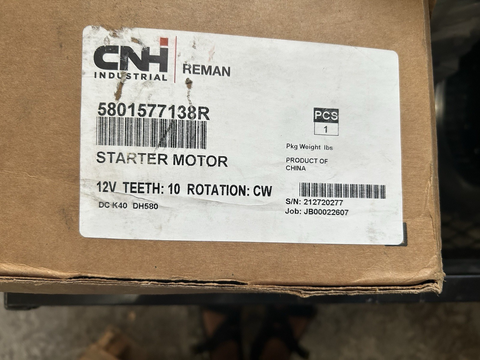 CNH
INDUSTRIAL
REMAN
5801577138R
PCS
1
Pkg Weight lbs
STARTER MOTOR
PRODUCT OF
CHINA
12V TEETH: 10 ROTATION: CW
S/N: 212720277
DC K40 DH580
Job: JB00022607